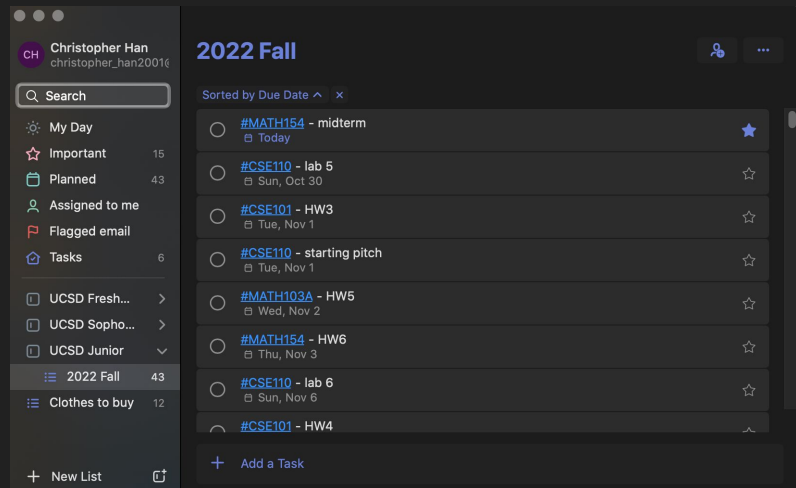 CH
Christopher Han
christopher_han2001
Search
My Day
Important 15
Planned 43
Assigned to me
Flagged email
Tasks 6
UCSD Fresh...
UCSD Sopho...
UCSD Junior
2022 Fall 43
Clothes to buy 12
New List
2022 Fall
Sorted by Due Date
#MATH154 - midterm
Today
#CSE110 - lab 5
Sun, Oct 30
#CSE101 - HW3
Tue, Nov 1
#CSE110 - starting pitch
Tue, Nov 1
#MATH103A - HW5
Wed, Nov 2
#MATH154 - HW6
Thu, Nov 3
#CSE110 - lab 6
Sun, Nov 6
#CSE101 - HW4
Add a Task